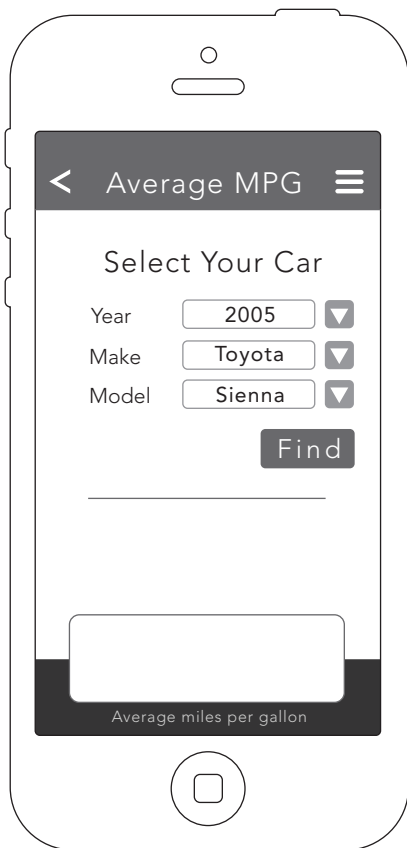 < Average MPG
Select Your Car
Year 2005
Make Toyota
Model Sienna
Find
Average miles per gallon